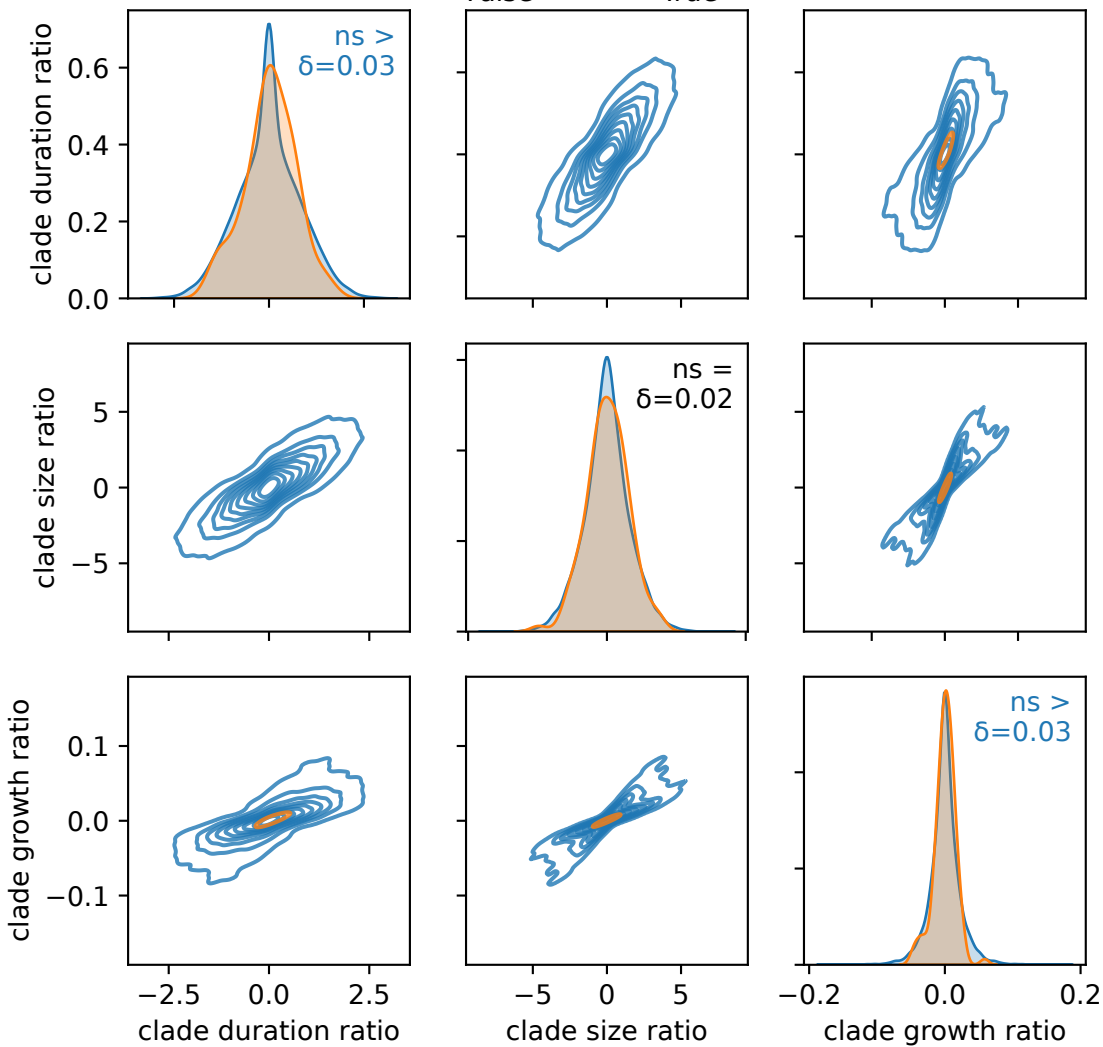 ns >
δ=0.03
clade duration ratio
0.6
0.4
0.2
0.0
ns =
δ=0.02
clade size ratio
5
0
−5
ns >
δ=0.03
clade growth ratio
0.1
0.0
−0.1
−2.5 0.0 2.5
−5 0 5
−0.2 0.0 0.2
clade duration ratio
clade size ratio
clade growth ratio